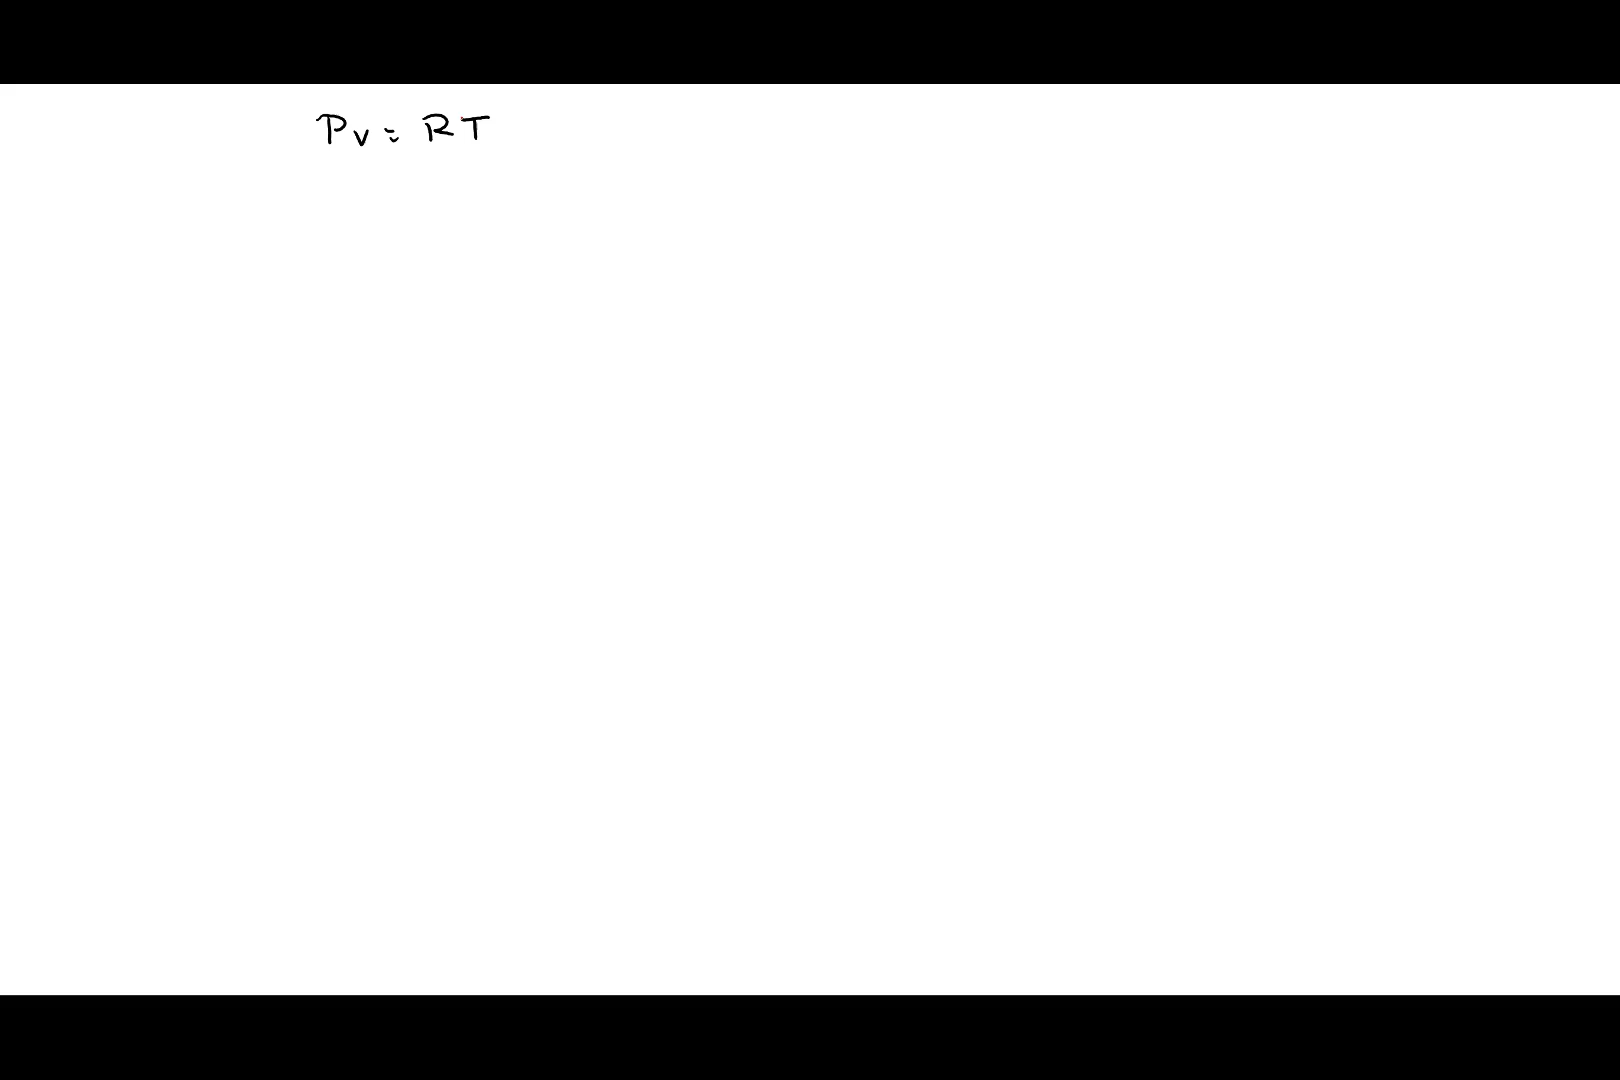 Pv = RT